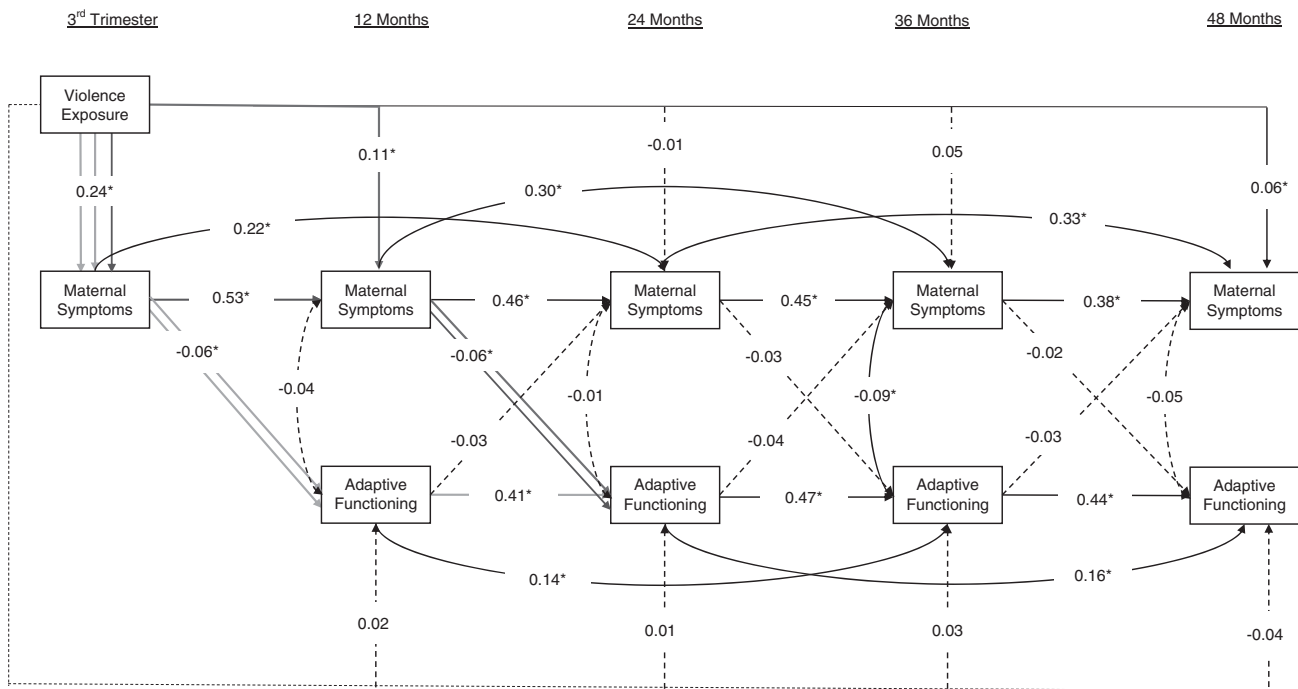 3rd Trimester
12 Months
24 Months
36 Months
48 Months
Violence
Exposure
0.24*
0.11*
-0.01
0.05
0.06*
0.22*
0.30*
0.33*
Maternal
Symptoms
0.53*
Maternal
Symptoms
0.46*
Maternal
Symptoms
0.45*
Maternal
Symptoms
0.38*
Maternal
Symptoms
-0.06*
-0.04
-0.06*
-0.03
-0.01
-0.03
-0.04
-0.09*
-0.02
-0.03
-0.05
Adaptive
Functioning
0.41*
Adaptive
Functioning
0.47*
Adaptive
Functioning
0.44*
Adaptive
Functioning
0.14*
0.16*
0.02
0.01
0.03
-0.04